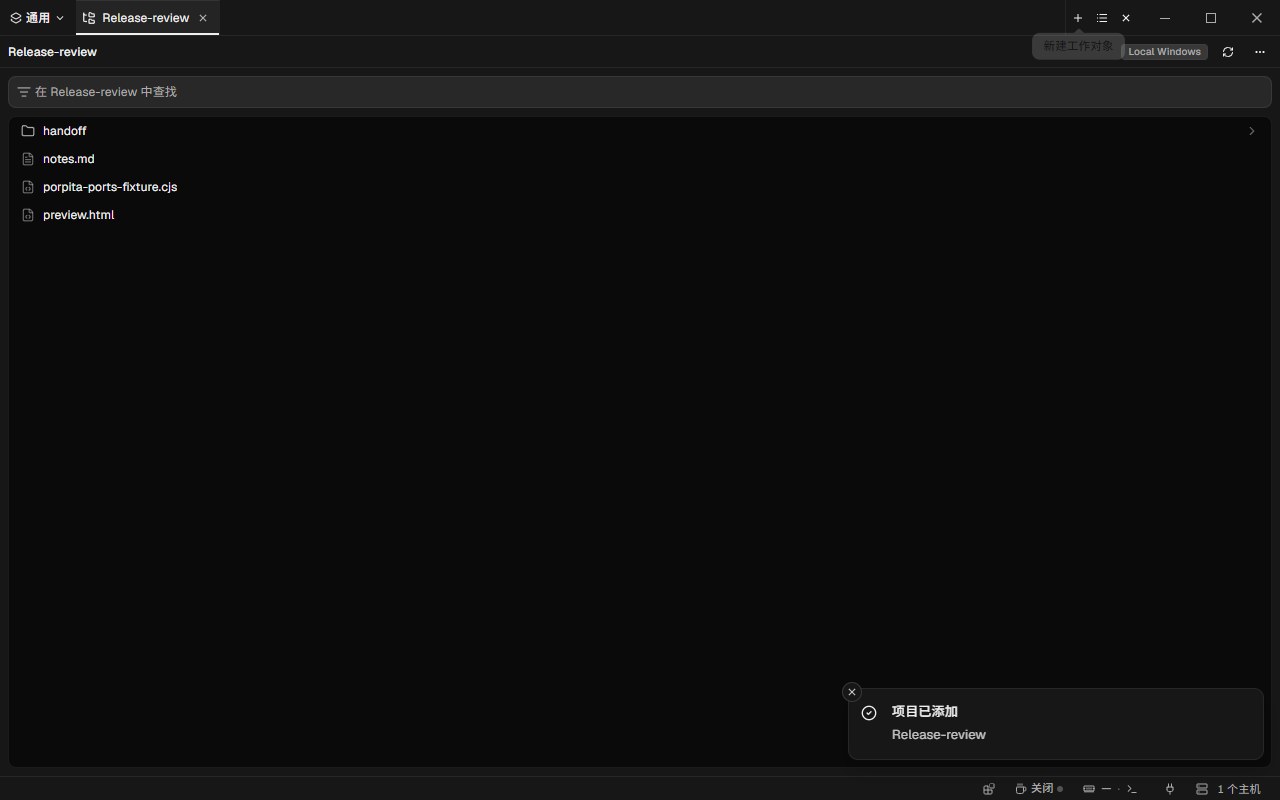 通用
Release-review
Release-review
新建工作对象
Local Windows
在 Release-review 中查找
handoff
notes.md
porpita-ports-fixture.cjs
preview.html
项目已添加
Release-review
关闭
1 个主机